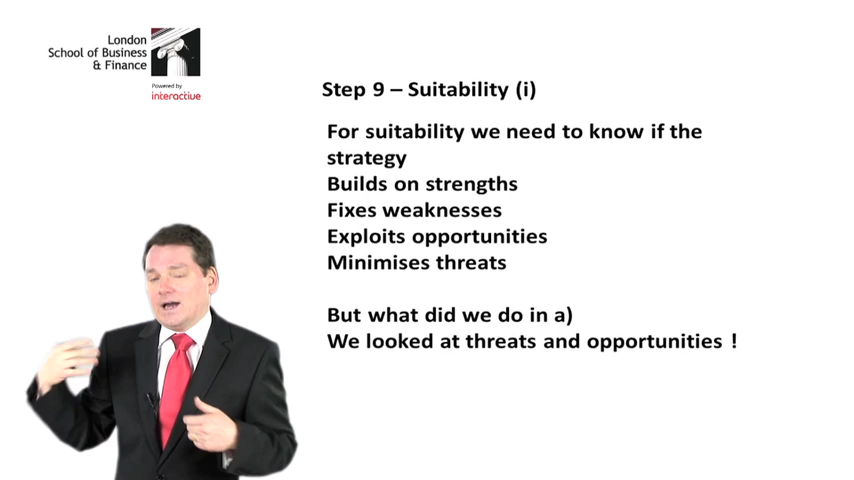 London
School of Business
& Finance
Powered by
interactive
Step 9 – Suitability (i)
For suitability we need to know if the
strategy
Builds on strengths
Fixes weaknesses
Exploits opportunities
Minimises threats
But what did we do in a)
We looked at threats and opportunities !